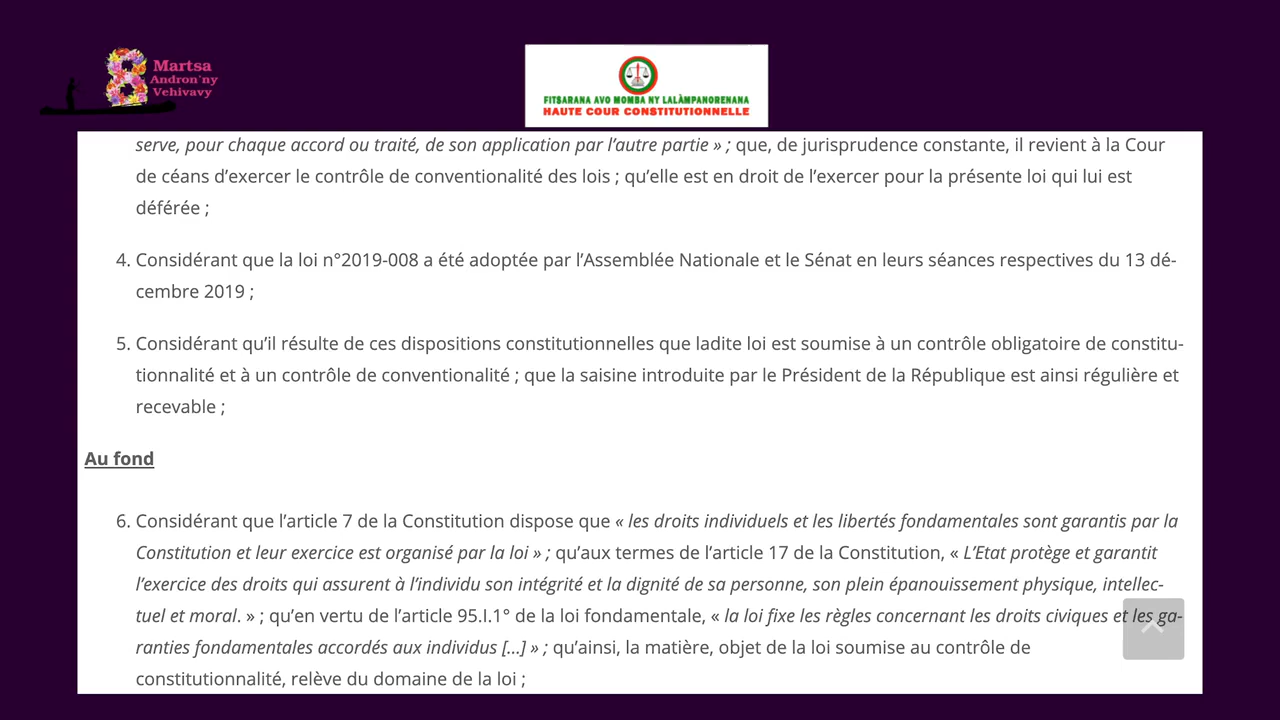 8 Martsa
Andron'ny
Vehivavy
FITSARANA AVO MOMBA NY LALÀMPANORENANA
HAUTE COUR CONSTITUTIONNELLE
serve, pour chaque accord ou traité, de son application par l'autre partie » ; que, de jurisprudence constante, il revient à la Cour
de céans d'exercer le contrôle de conventionalité des lois ; qu'elle est en droit de l'exercer pour la présente loi qui lui est
déférée ;
4. Considérant que la loi n°2019-008 a été adoptée par l'Assemblée Nationale et le Sénat en leurs séances respectives du 13 dé-
cembre 2019 ;
5. Considérant qu'il résulte de ces dispositions constitutionnelles que ladite loi est soumise à un contrôle obligatoire de constitu-
tionnalité et à un contrôle de conventionalité ; que la saisine introduite par le Président de la République est ainsi régulière et
recevable ;
Au fond
6. Considérant que l'article 7 de la Constitution dispose que « les droits individuels et les libertés fondamentales sont garantis par la
Constitution et leur exercice est organisé par la loi » ; qu'aux termes de l'article 17 de la Constitution, « L'Etat protège et garantit
l'exercice des droits qui assurent à l'individu son intégrité et la dignité de sa personne, son plein épanouissement physique, intellec-
tuel et moral. » ; qu'en vertu de l'article 95.I.1° de la loi fondamentale, « la loi fixe les règles concernant les droits civiques et les ga-
ranties fondamentales accordés aux individus [...] » ; qu'ainsi, la matière, objet de la loi soumise au contrôle de
constitutionnalité, relève du domaine de la loi ;